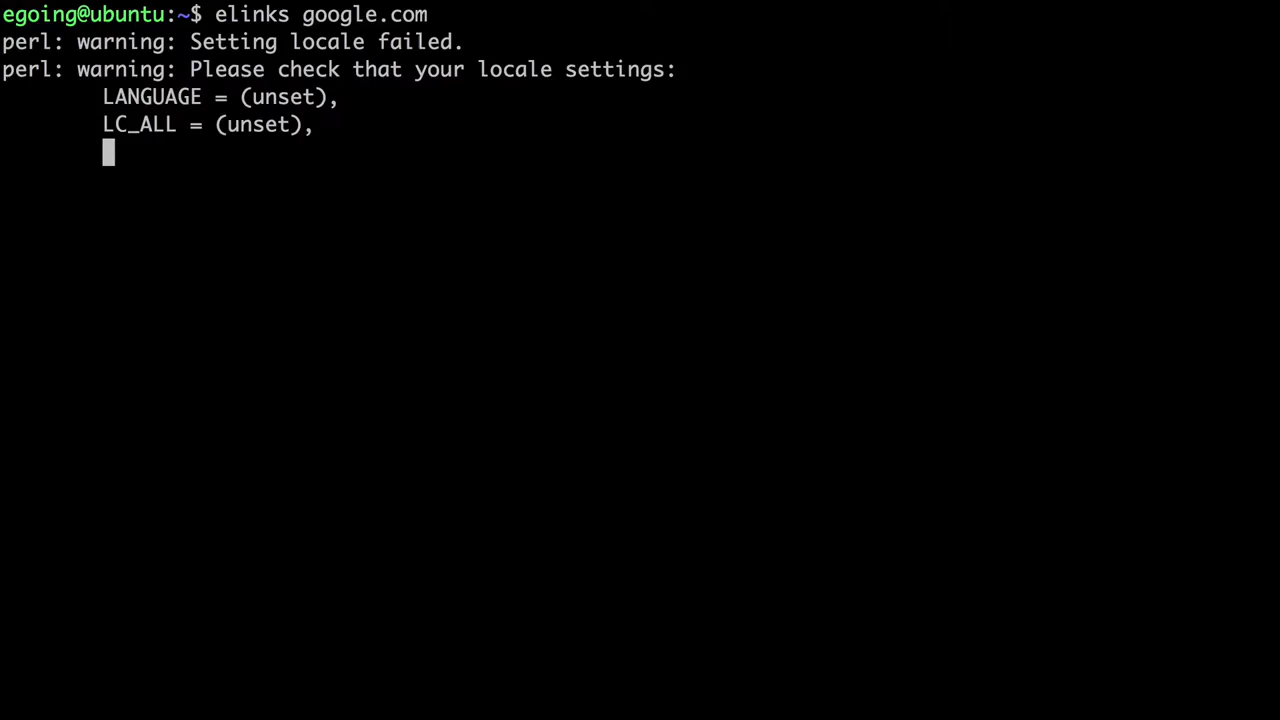 egoing@ubuntu:~$ elinks google.com
perl: warning: Setting locale failed.
perl: warning: Please check that your locale settings:
        LANGUAGE = (unset),
        LC_ALL = (unset),